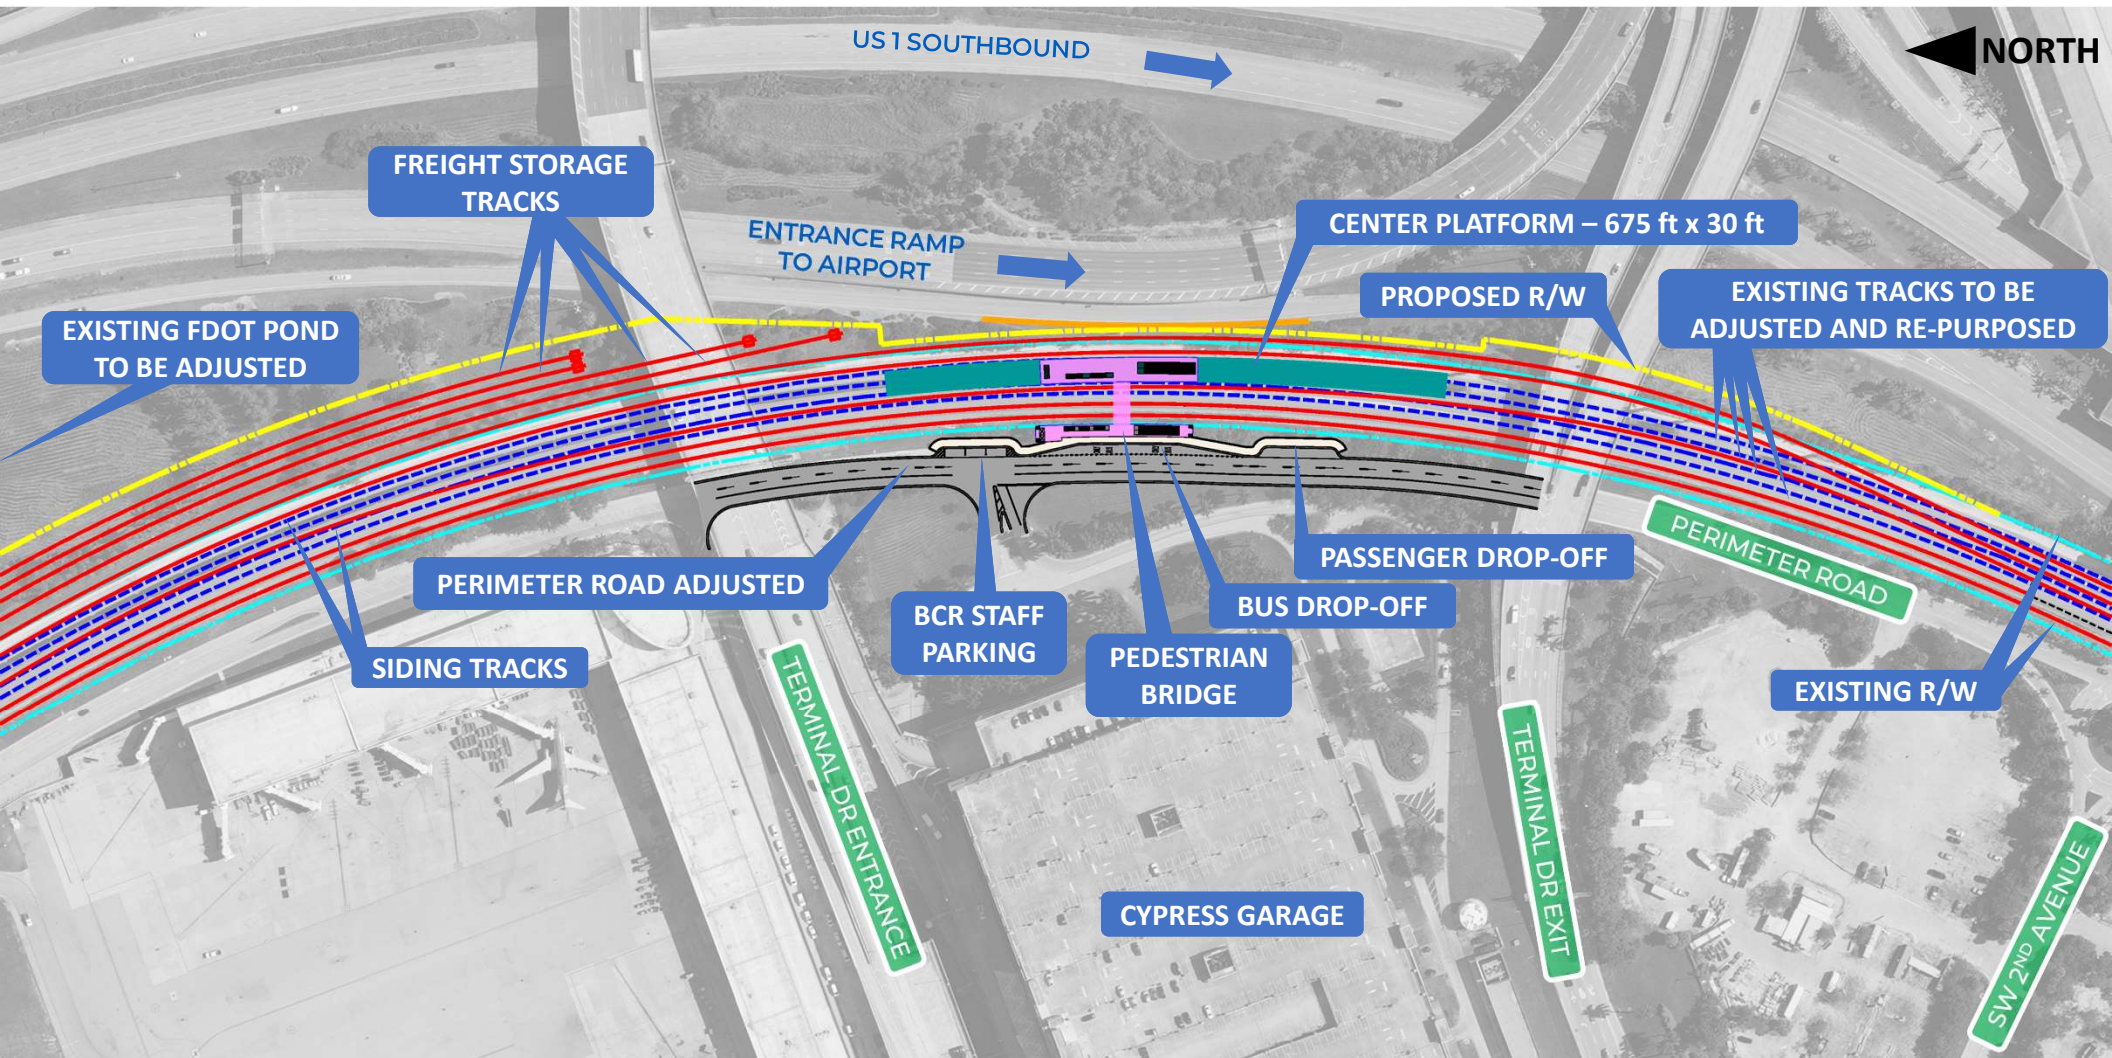 US 1 SOUTHBOUND
NORTH
FREIGHT STORAGE
TRACKS
CENTER PLATFORM – 675 ft x 30 ft
ENTRANCE RAMP
TO AIRPORT
PROPOSED R/W
EXISTING TRACKS TO BE
ADJUSTED AND RE-PURPOSED
EXISTING FDOT POND
TO BE ADJUSTED
PERIMETER ROAD
PASSENGER DROP-OFF
PERIMETER ROAD ADJUSTED
BUS DROP-OFF
BCR STAFF
PARKING
SIDING TRACKS
PEDESTRIAN
BRIDGE
EXISTING R/W
TERMINAL DR ENTRANCE
TERMINAL DR EXIT
CYPRESS GARAGE
SW 2ND AVENUE